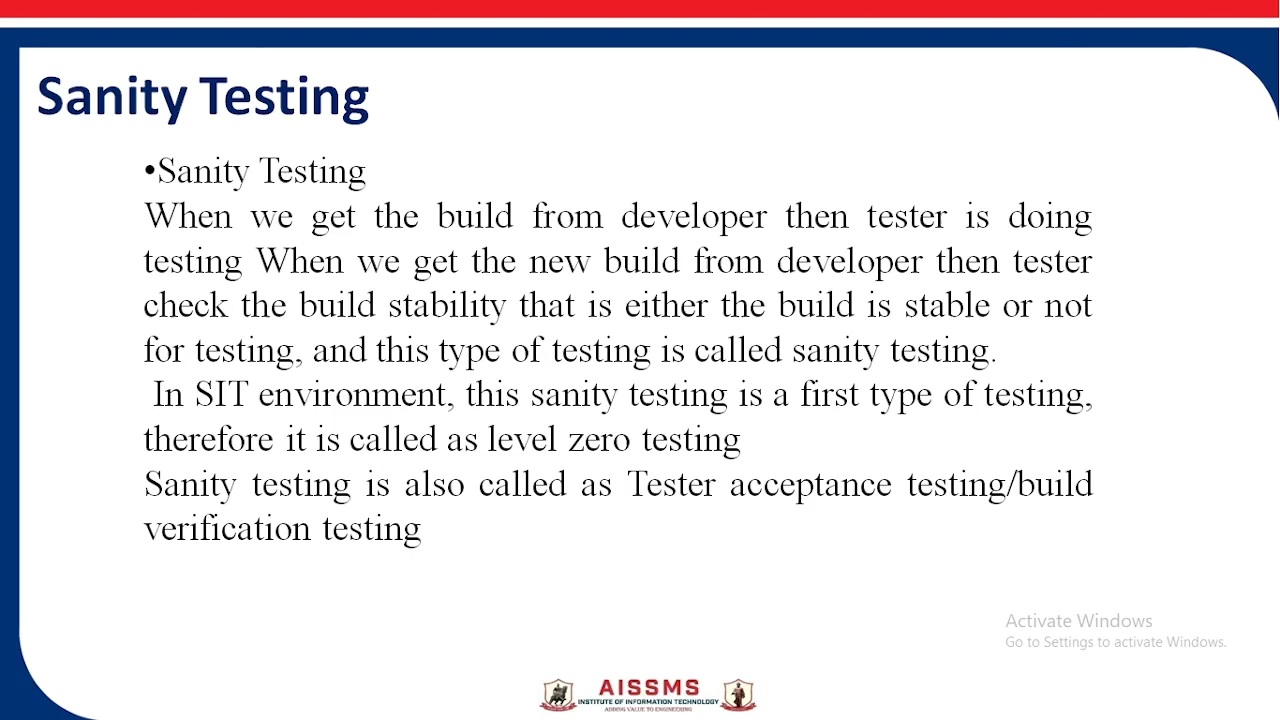 Sanity Testing
•Sanity Testing
When we get the build from developer then tester is doing
testing When we get the new build from developer then tester
check the build stability that is either the build is stable or not
for testing, and this type of testing is called sanity testing.
In SIT environment, this sanity testing is a first type of testing,
therefore it is called as level zero testing
Sanity testing is also called as Tester acceptance testing/build
verification testing
Activate Windows
Go to Settings to activate Windows.
AISSMS
INSTITUTE OF INFORMATION TECHNOLOGY
ADDING VALUE TO ENGINEERING